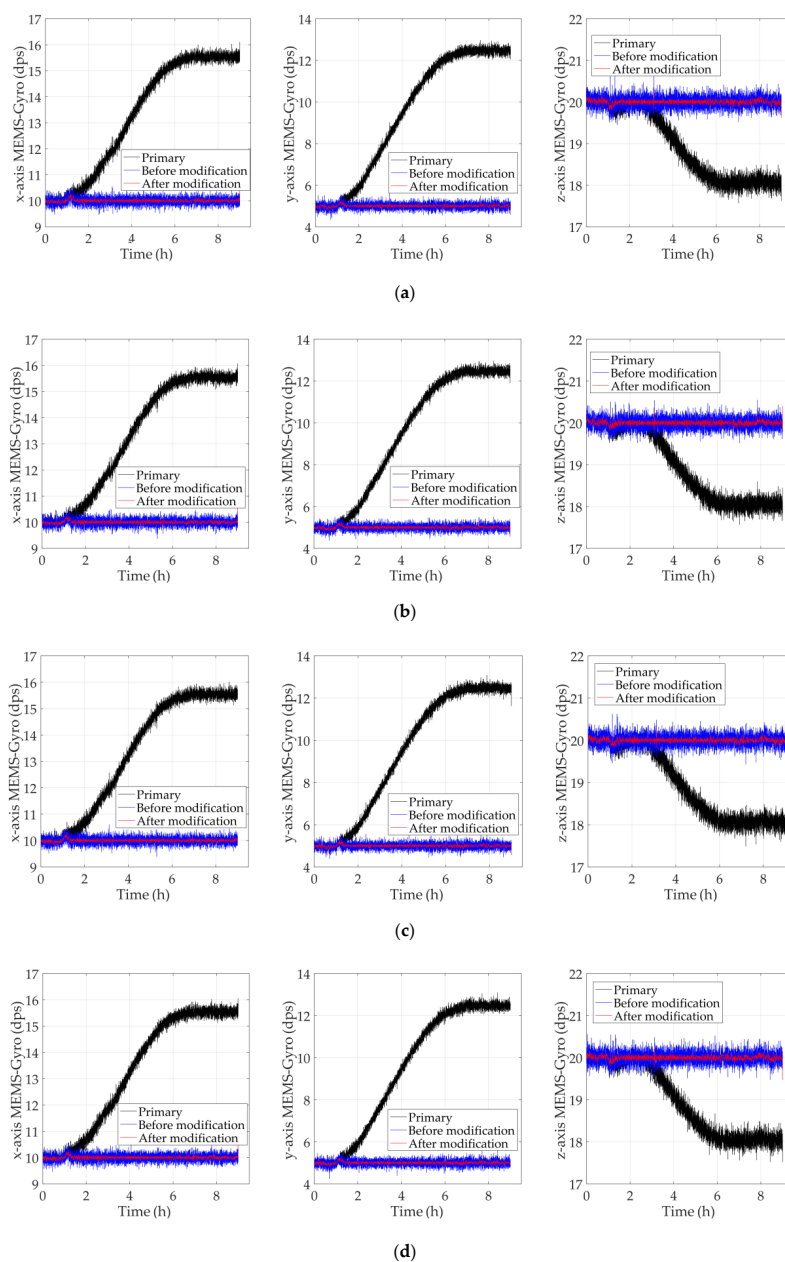 17
16
15
14
13
12
11
10
9
x-axis MEMS-Gyro (dps)
Primary
Before modification
After modification
0 2 4 6 8
Time (h)
14
12
10
8
6
4
y-axis MEMS-Gyro (dps)
Primary
Before modification
After modification
0 2 4 6 8
Time (h)
22
21
20
19
18
17
z-axis MEMS-Gyro (dps)
Primary
Before modification
After modification
0 2 4 6 8
Time (h)
(a)
17
16
15
14
13
12
11
10
9
x-axis MEMS-Gyro (dps)
Primary
Before modification
After modification
0 2 4 6 8
Time (h)
14
12
10
8
6
4
y-axis MEMS-Gyro (dps)
Primary
Before modification
After modification
0 2 4 6 8
Time (h)
22
21
20
19
18
17
z-axis MEMS-Gyro (dps)
Primary
Before modification
After modification
0 2 4 6 8
Time (h)
(b)
17
16
15
14
13
12
11
10
9
x-axis MEMS-Gyro (dps)
Primary
Before modification
After modification
0 2 4 6 8
Time (h)
14
12
10
8
6
4
y-axis MEMS-Gyro (dps)
Primary
Before modification
After modification
0 2 4 6 8
Time (h)
22
21
20
19
18
17
z-axis MEMS-Gyro (dps)
Primary
Before modification
After modification
0 2 4 6 8
Time (h)
(c)
17
16
15
14
13
12
11
10
9
x-axis MEMS-Gyro (dps)
Primary
Before modification
After modification
0 2 4 6 8
Time (h)
14
12
10
8
6
4
y-axis MEMS-Gyro (dps)
Primary
Before modification
After modification
0 2 4 6 8
Time (h)
22
21
20
19
18
17
z-axis MEMS-Gyro (dps)
Primary
Before modification
After modification
0 2 4 6 8
Time (h)
(d)